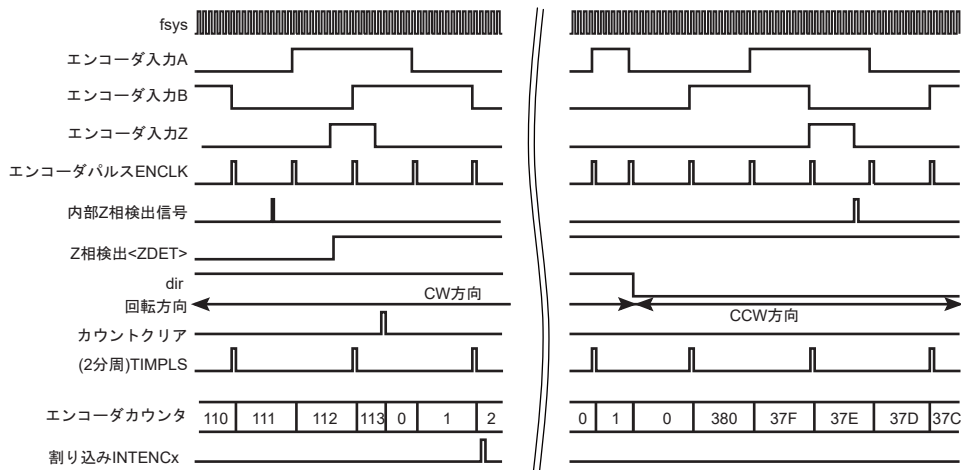 fsys
エンコーダ入力A
エンコーダ入力B
エンコーダ入力Z
エンコーダパルスENCLK
内部Z相検出信号
Z相検出<ZDET>
dir
回転方向 CW方向 CCW方向
カウントクリア
(2分周)TIMPLS
エンコーダカウンタ 110 111 112 113 0 1 2 0 1 0 380 37F 37E 37D 37C
割り込みINTENCx